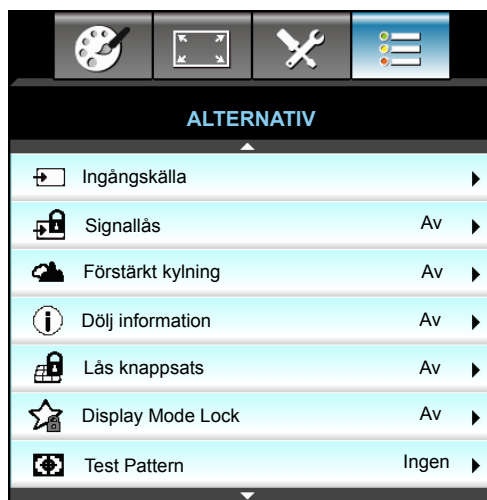 ALTERNATIV
Ingångskälla
Signallås Av
Förstärkt kylning Av
Dölj information Av
Lås knappsats Av
Display Mode Lock Av
Test Pattern Ingen